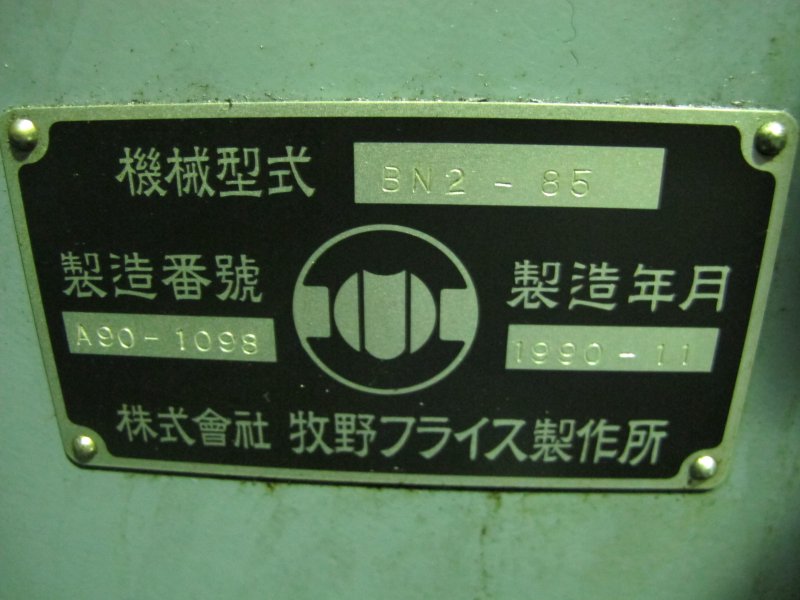 機械型式 BN2-85
製造番號 製造年月
A90-1098 1990-11
株式會社 牧野フライス製作所